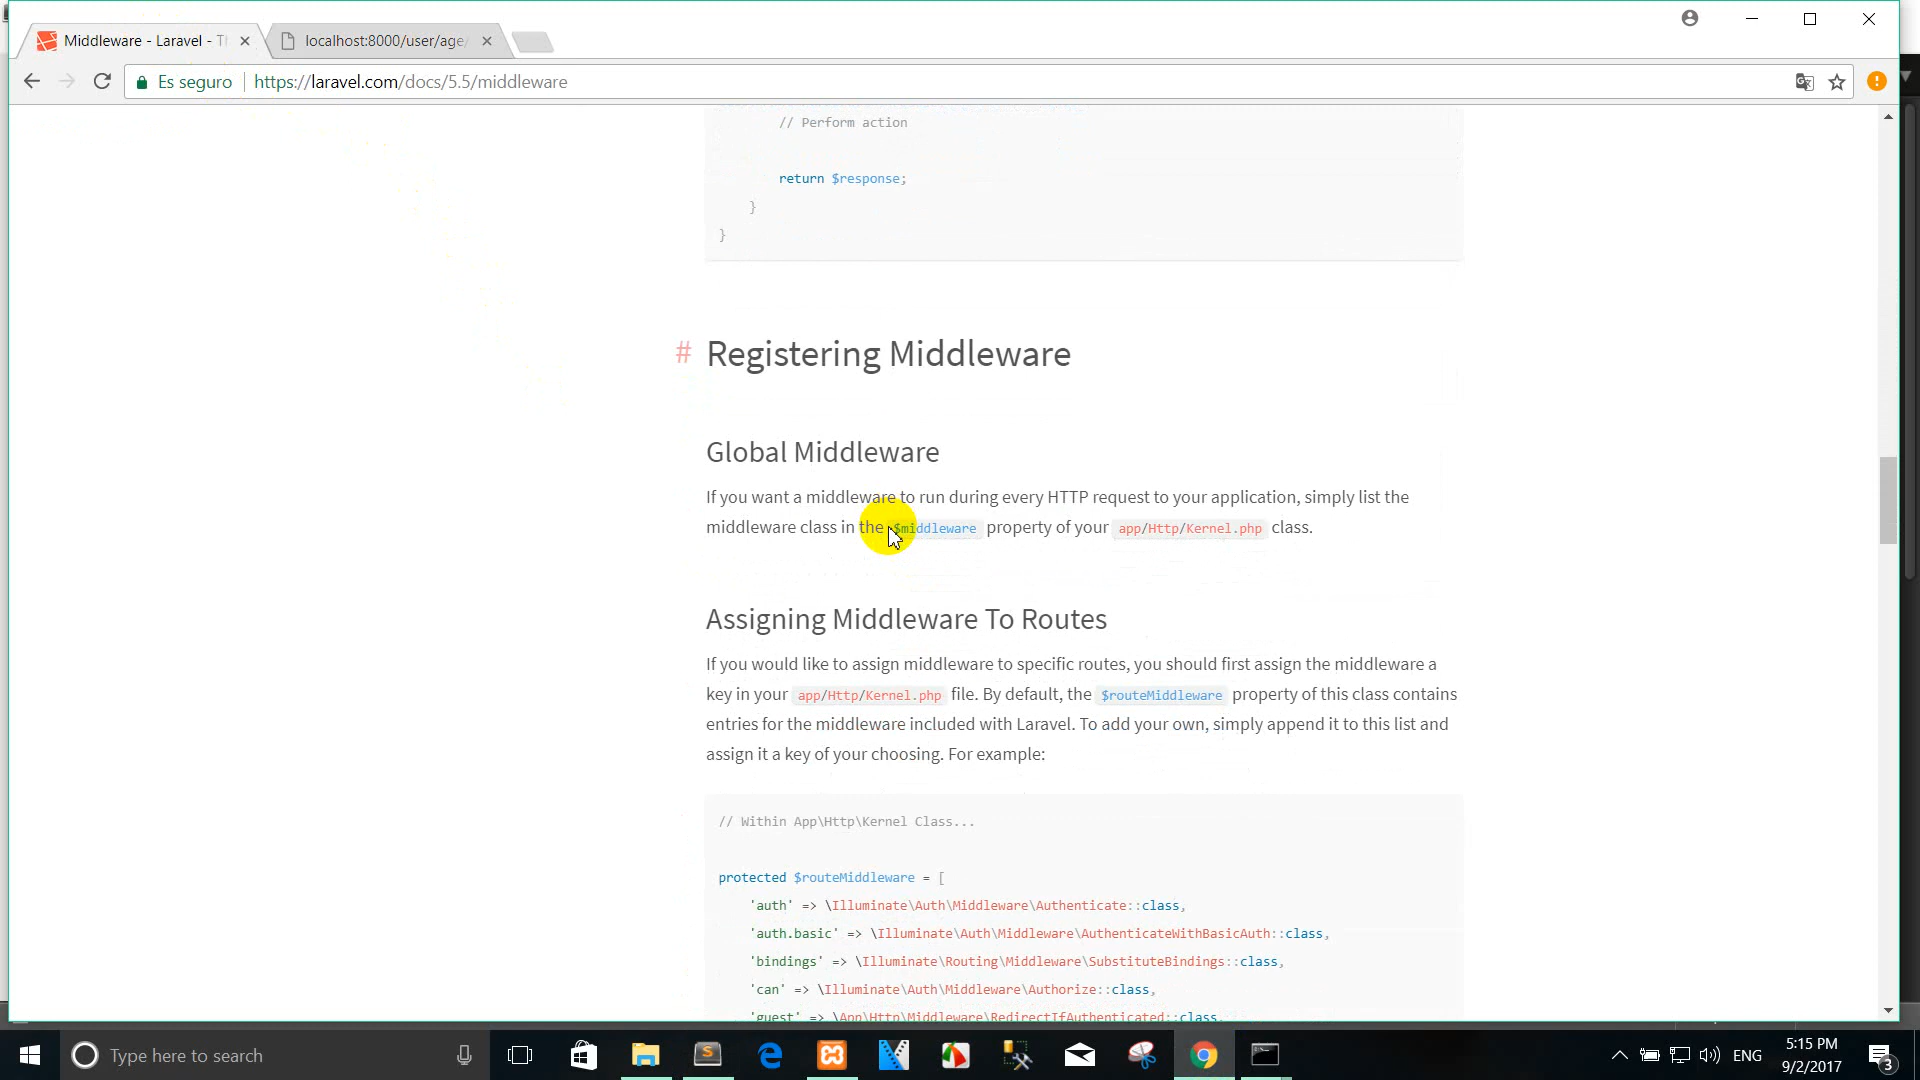 Middleware - Laravel - Th
localhost:8000/user/age/
Es seguro
https://laravel.com/docs/5.5/middleware
// Perform action
return $response;
}
}
# Registering Middleware
Global Middleware
If you want a middleware to run during every HTTP request to your application, simply list the
middleware class in the $middleware property of your app/Http/Kernel.php class.
Assigning Middleware To Routes
If you would like to assign middleware to specific routes, you should first assign the middleware a
key in your app/Http/Kernel.php file. By default, the $routeMiddleware property of this class contains
entries for the middleware included with Laravel. To add your own, simply append it to this list and
assign it a key of your choosing. For example:
// Within App\Http\Kernel Class...
protected $routeMiddleware = [
'auth' => \Illuminate\Auth\Middleware\Authenticate::class,
'auth.basic' => \Illuminate\Auth\Middleware\AuthenticateWithBasicAuth::class,
'bindings' => \Illuminate\Routing\Middleware\SubstituteBindings::class,
'can' => \Illuminate\Auth\Middleware\Authorize::class,
'guest' => \App\Http\Middleware\RedirectIfAuthenticated::class,
Type here to search
ENG
5:15 PM
9/2/2017
3